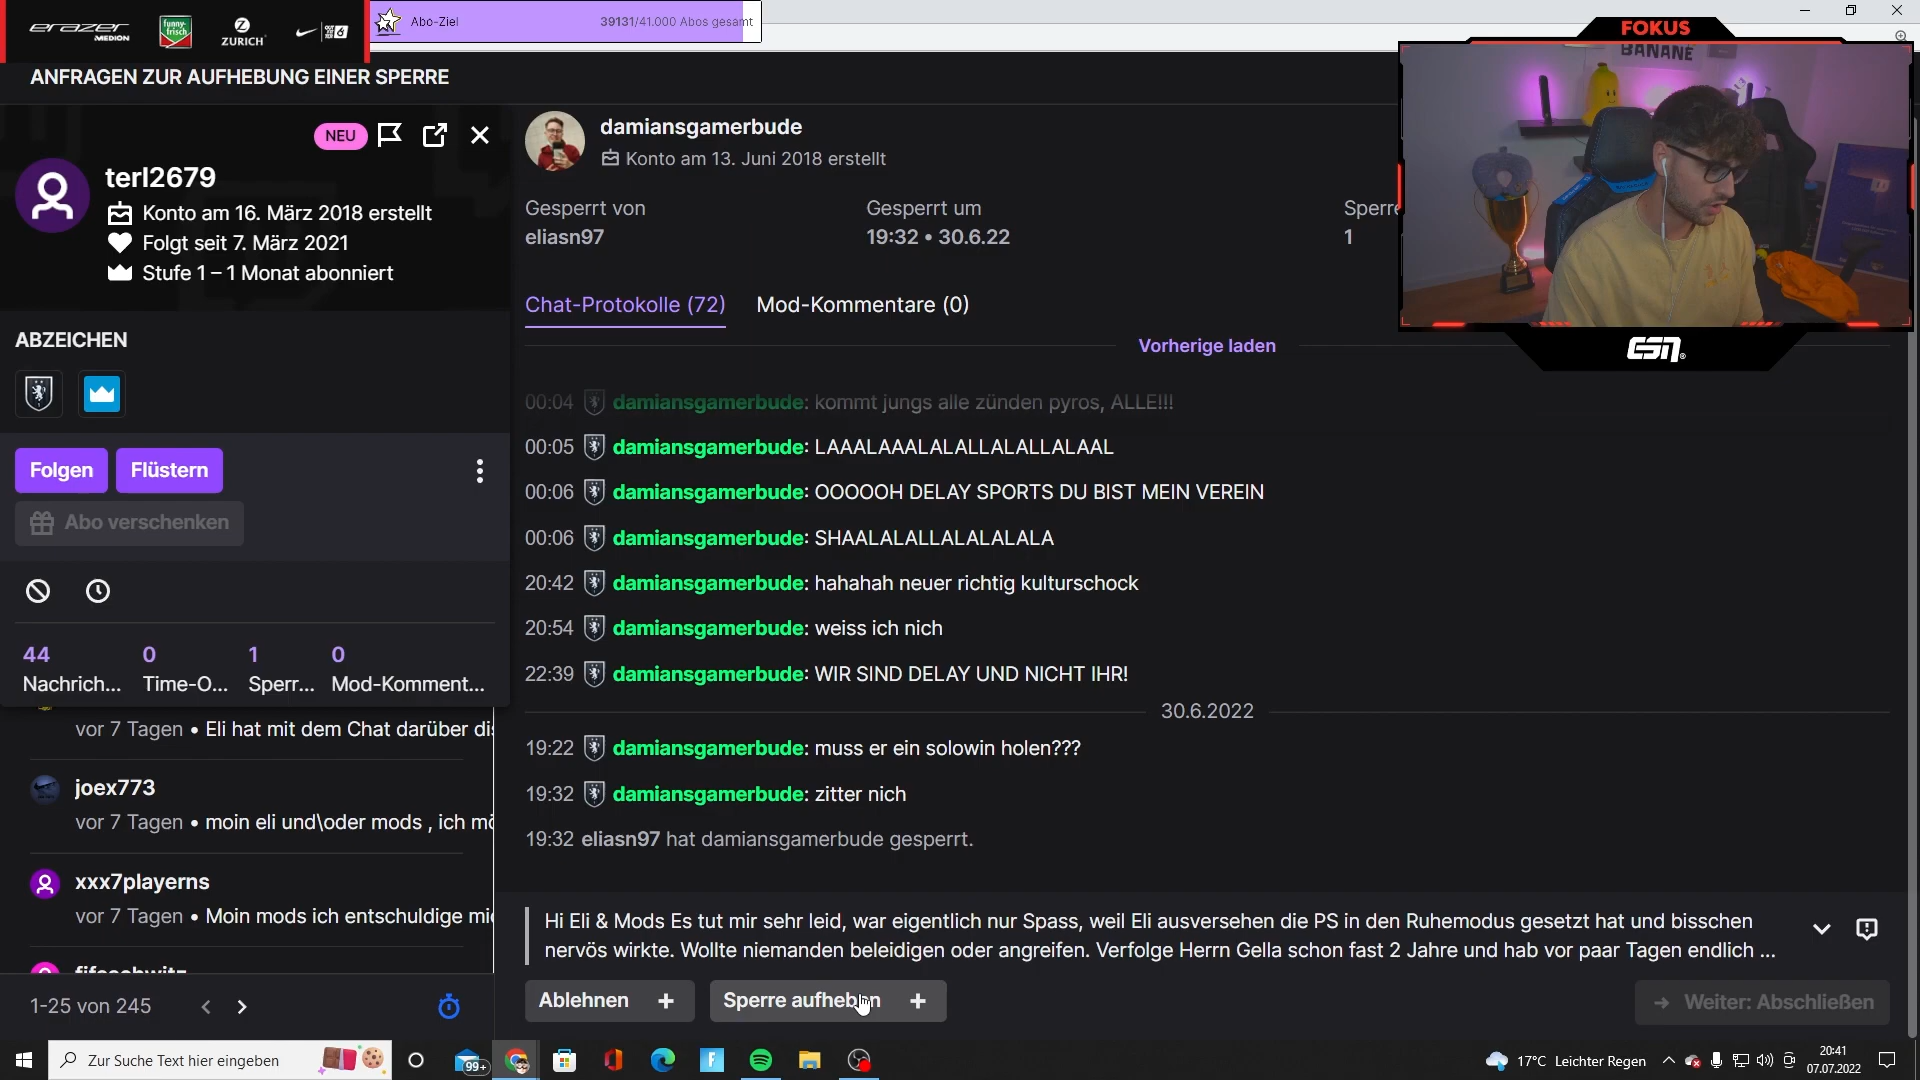 erazer
MEDION
funny-frisch
ZURICH
Abo-Ziel
39131/41.000 Abos gesamt
FOKUS
BANANE
ANFRAGEN ZUR AUFHEBUNG EINER SPERRE
NEU
terl2679
Konto am 16. März 2018 erstellt
Folgt seit 7. März 2021
Stufe 1 – 1 Monat abonniert
ABZEICHEN
Folgen
Flüstern
Abo verschenken
44
0
1
0
Nachrich...
Time-O...
Sperr...
Mod-Komment...
vor 7 Tagen • Eli hat mit dem Chat darüber di
joex773
vor 7 Tagen • moin eli und\oder mods , ich mö
xxx7playerns
vor 7 Tagen • Moin mods ich entschuldige mi
1-25 von 245
damiansgamerbude
Konto am 13. Juni 2018 erstellt
Gesperrt von
eliasn97
Gesperrt um
19:32 • 30.6.22
Sperre
1
ESN
Chat-Protokolle (72)
Mod-Kommentare (0)
Vorherige laden
00:04 damiansgamerbude: kommt jungs alle zünden pyros, ALLE!!!
00:05 damiansgamerbude: LAAALAAALALALLALALLALAAL
00:06 damiansgamerbude: OOOOOH DELAY SPORTS DU BIST MEIN VEREIN
00:06 damiansgamerbude: SHAALALALLALALALALA
20:42 damiansgamerbude: hahahah neuer richtig kulturschock
20:54 damiansgamerbude: weiss ich nich
22:39 damiansgamerbude: WIR SIND DELAY UND NICHT IHR!
30.6.2022
19:22 damiansgamerbude: muss er ein solowin holen???
19:32 damiansgamerbude: zitter nich
19:32 eliasn97 hat damiansgamerbude gesperrt.
Hi Eli & Mods Es tut mir sehr leid, war eigentlich nur Spass, weil Eli ausversehen die PS in den Ruhemodus gesetzt hat und bisschen
nervös wirkte. Wollte niemanden beleidigen oder angreifen. Verfolge Herrn Gella schon fast 2 Jahre und hab vor paar Tagen endlich ...
Ablehnen +
Sperre aufheben +
→ Weiter: Abschließen
Zur Suche Text hier eingeben
99+
17°C Leichter Regen
20:41
07.07.2022